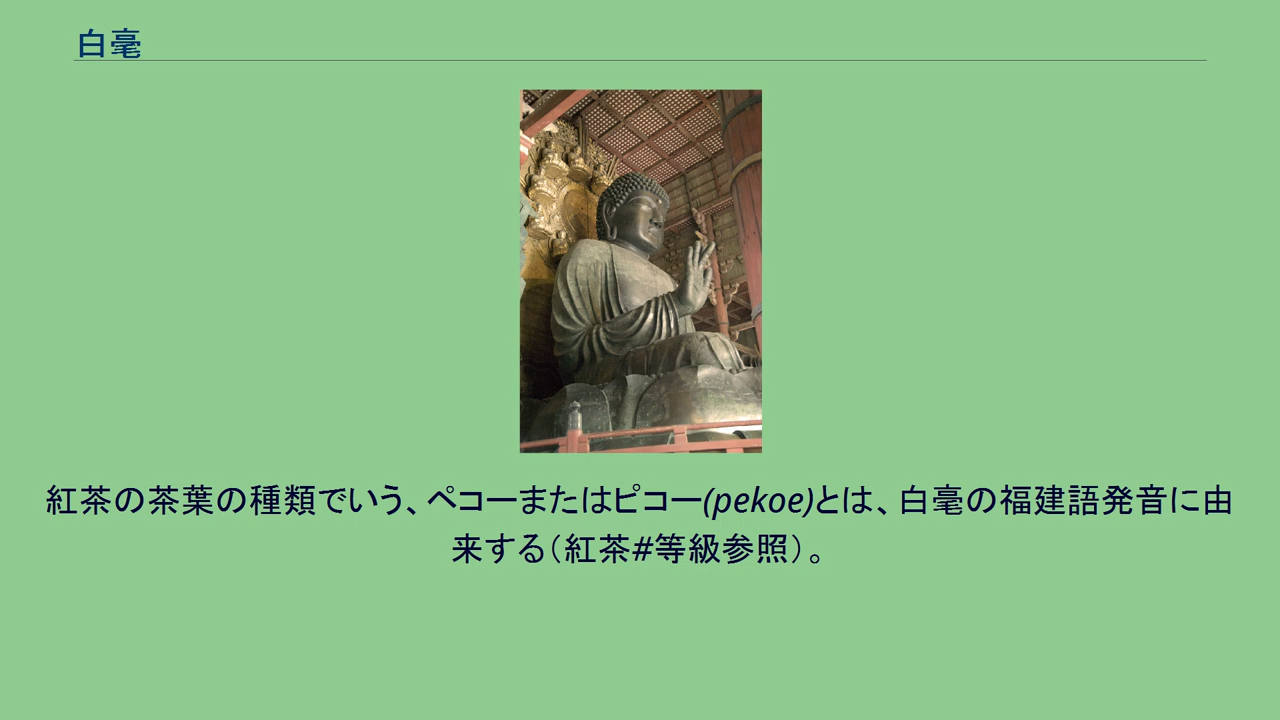 白毫
紅茶の茶葉の種類でいう、ペコーまたはピコー(pekoe)とは、白毫の福建語発音に由
来する（紅茶#等級参照）。